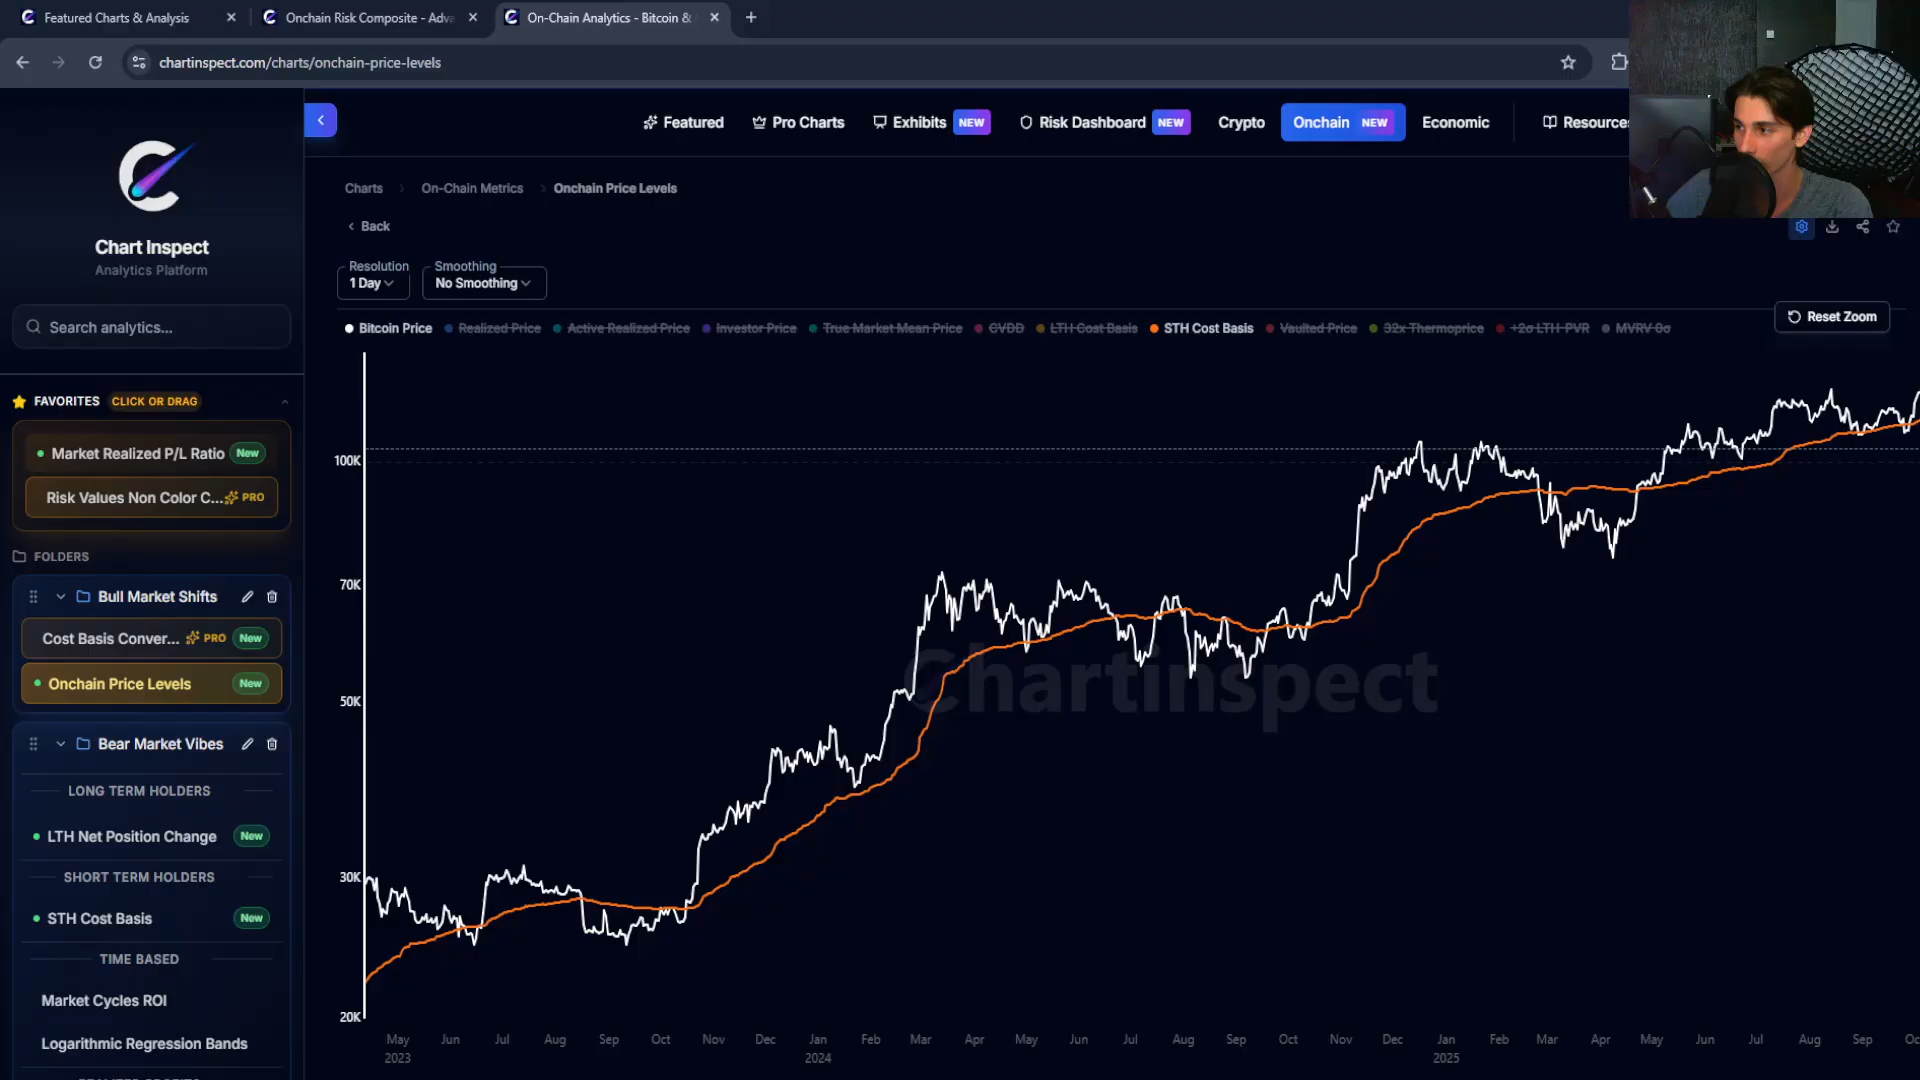 Featured Charts & Analysis
Onchain Risk Composite - Adva
On-Chain Analytics - Bitcoin &
chartinspect.com/charts/onchain-price-levels
Featured
Pro Charts
Exhibits NEW
Risk Dashboard NEW
Crypto
Onchain NEW
Economic
Resources
Chart Inspect
Analytics Platform
Search analytics...
FAVORITES CLICK OR DRAG
Market Realized P/L Ratio New
Risk Values Non Color C... PRO
FOLDERS
Bull Market Shifts
Cost Basis Conver... PRO New
Onchain Price Levels New
Bear Market Vibes
LONG TERM HOLDERS
LTH Net Position Change New
SHORT TERM HOLDERS
STH Cost Basis New
TIME BASED
Market Cycles ROI
Logarithmic Regression Bands
Charts > On-Chain Metrics > Onchain Price Levels
< Back
Resolution
1 Day
Smoothing
No Smoothing
Bitcoin Price Realized Price Active Realized Price Investor Price True Market Mean Price CVDD LTH Cost Basis STH Cost Basis Vaulted Price 32x Thermoprice +2σ LTH-PVR MVRV 0σ
Reset Zoom
100K
70K
50K
30K
20K
Chartinspect
May Jun Jul Aug Sep Oct Nov Dec Jan Feb Mar Apr May Jun Jul Aug Sep Oct Nov Dec Jan Feb Mar Apr May Jun Jul Aug Sep Oc
2023 2024 2025